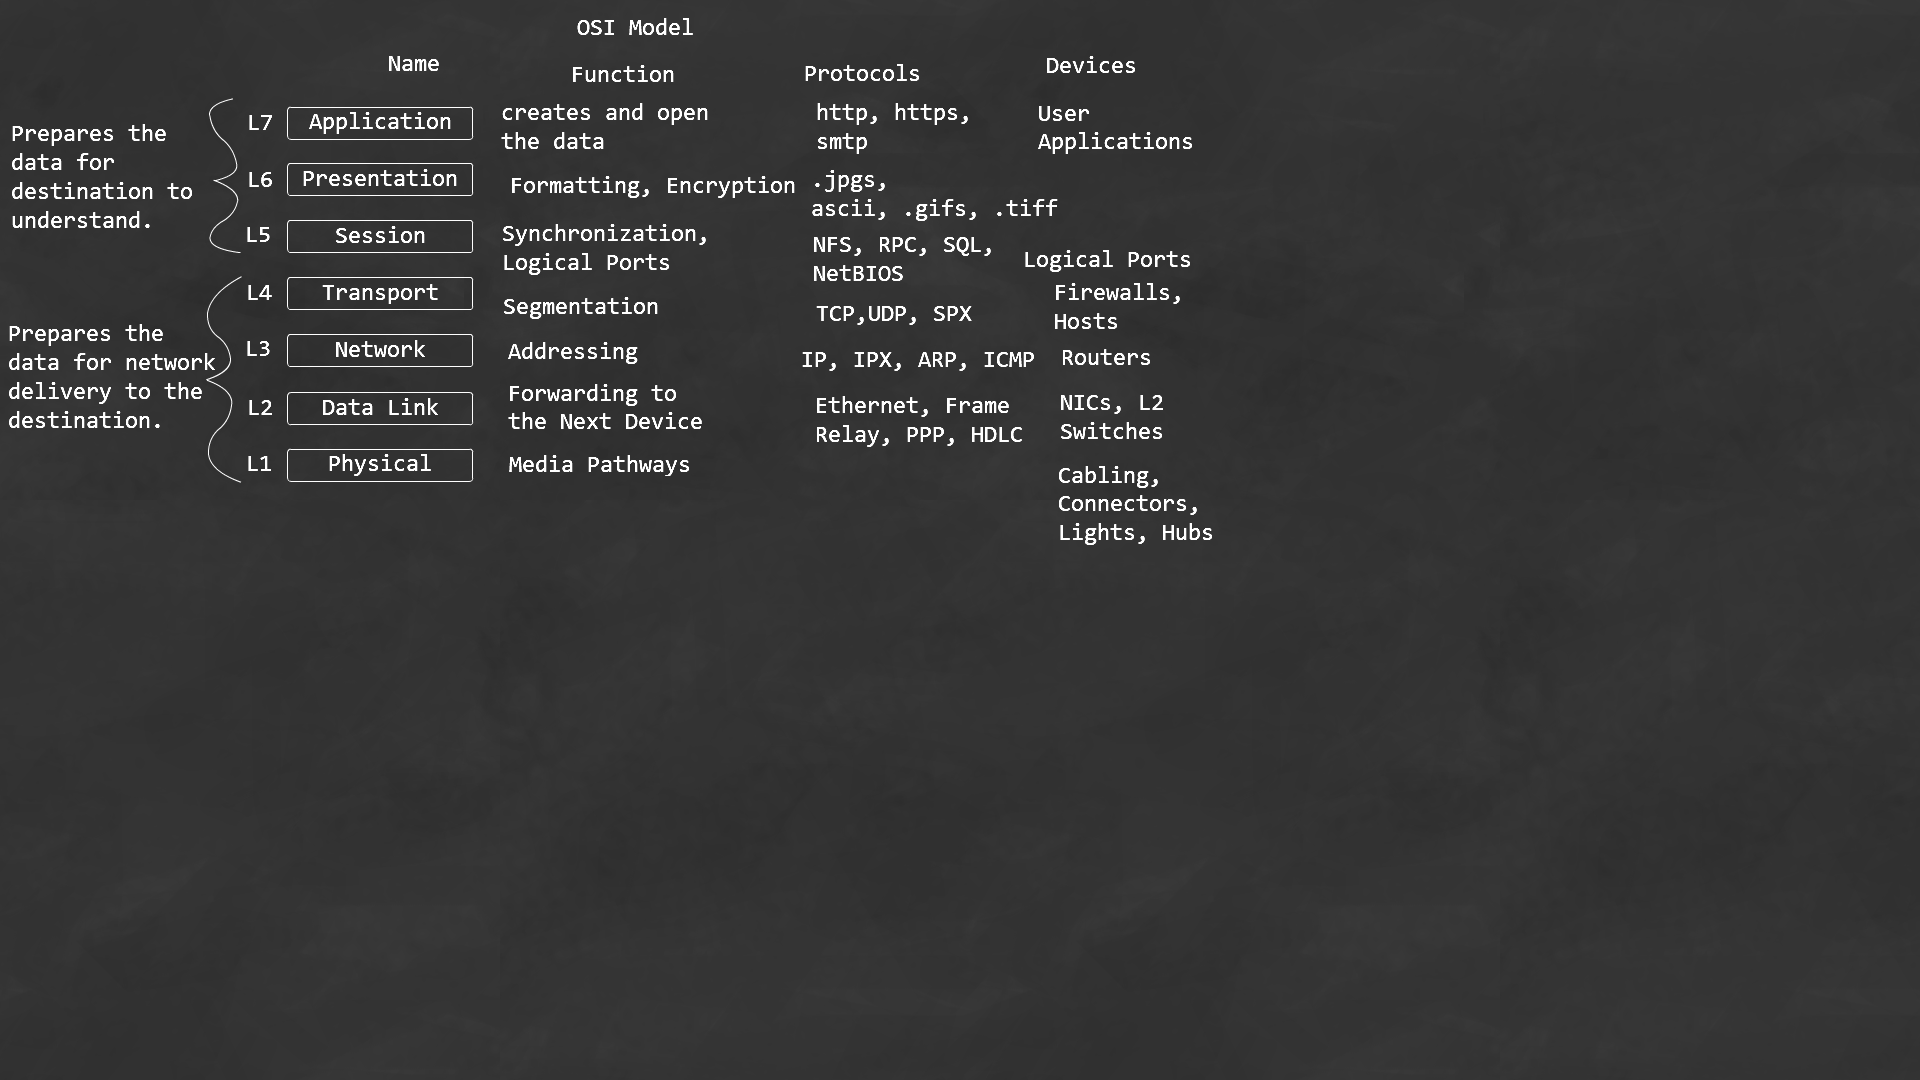 OSI Model
Name
Function
Protocols
Devices
Prepares the
data for
destination to
understand.
L7
Application
creates and open
the data
http, https,
smtp
User
Applications
L6
Presentation
Formatting, Encryption
.jpgs,
ascii, .gifs, .tiff
L5
Session
Synchronization,
Logical Ports
NFS, RPC, SQL,
NetBIOS
Logical Ports
Prepares the
data for network
delivery to the
destination.
L4
Transport
Segmentation
TCP,UDP, SPX
Firewalls,
Hosts
L3
Network
Addressing
IP, IPX, ARP, ICMP
Routers
L2
Data Link
Forwarding to
the Next Device
Ethernet, Frame
Relay, PPP, HDLC
NICs, L2
Switches
L1
Physical
Media Pathways
Cabling,
Connectors,
Lights, Hubs